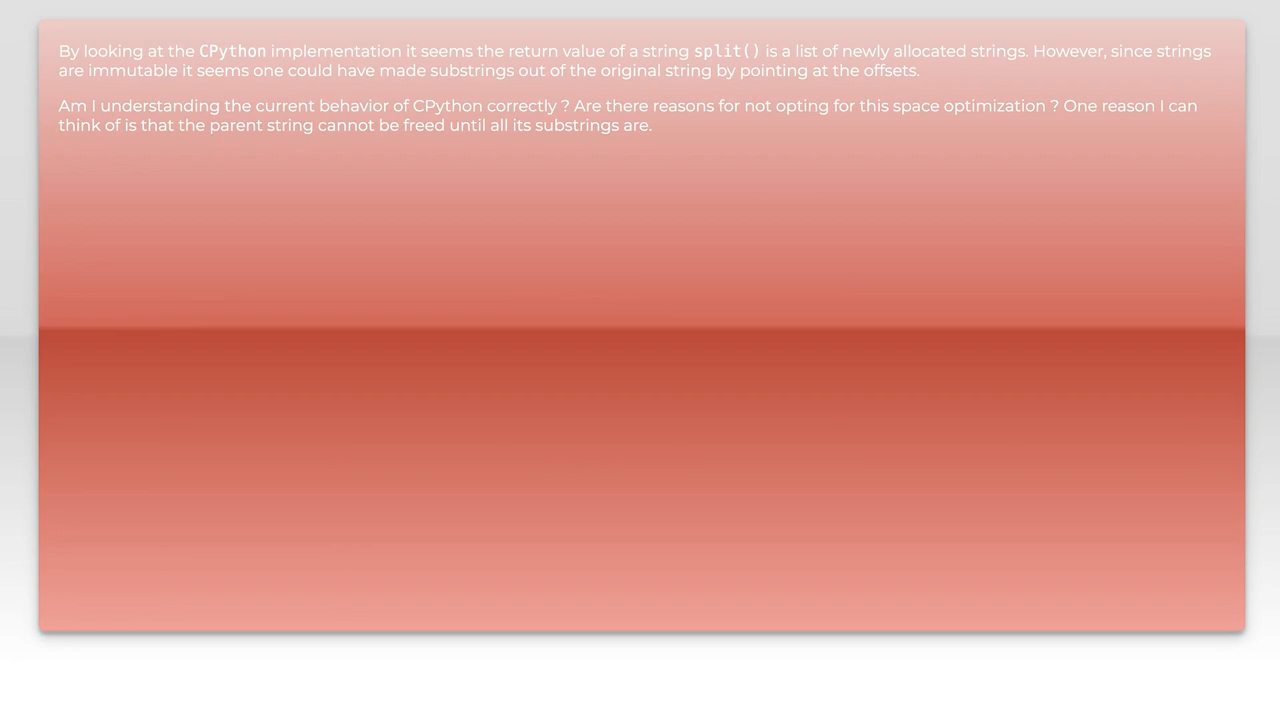 By looking at the CPython implementation it seems the return value of a string split() is a list of newly allocated strings. However, since strings
are immutable it seems one could have made substrings out of the original string by pointing at the offsets.
Am I understanding the current behavior of CPython correctly ? Are there reasons for not opting for this space optimization ? One reason I can
think of is that the parent string cannot be freed until all its substrings are.